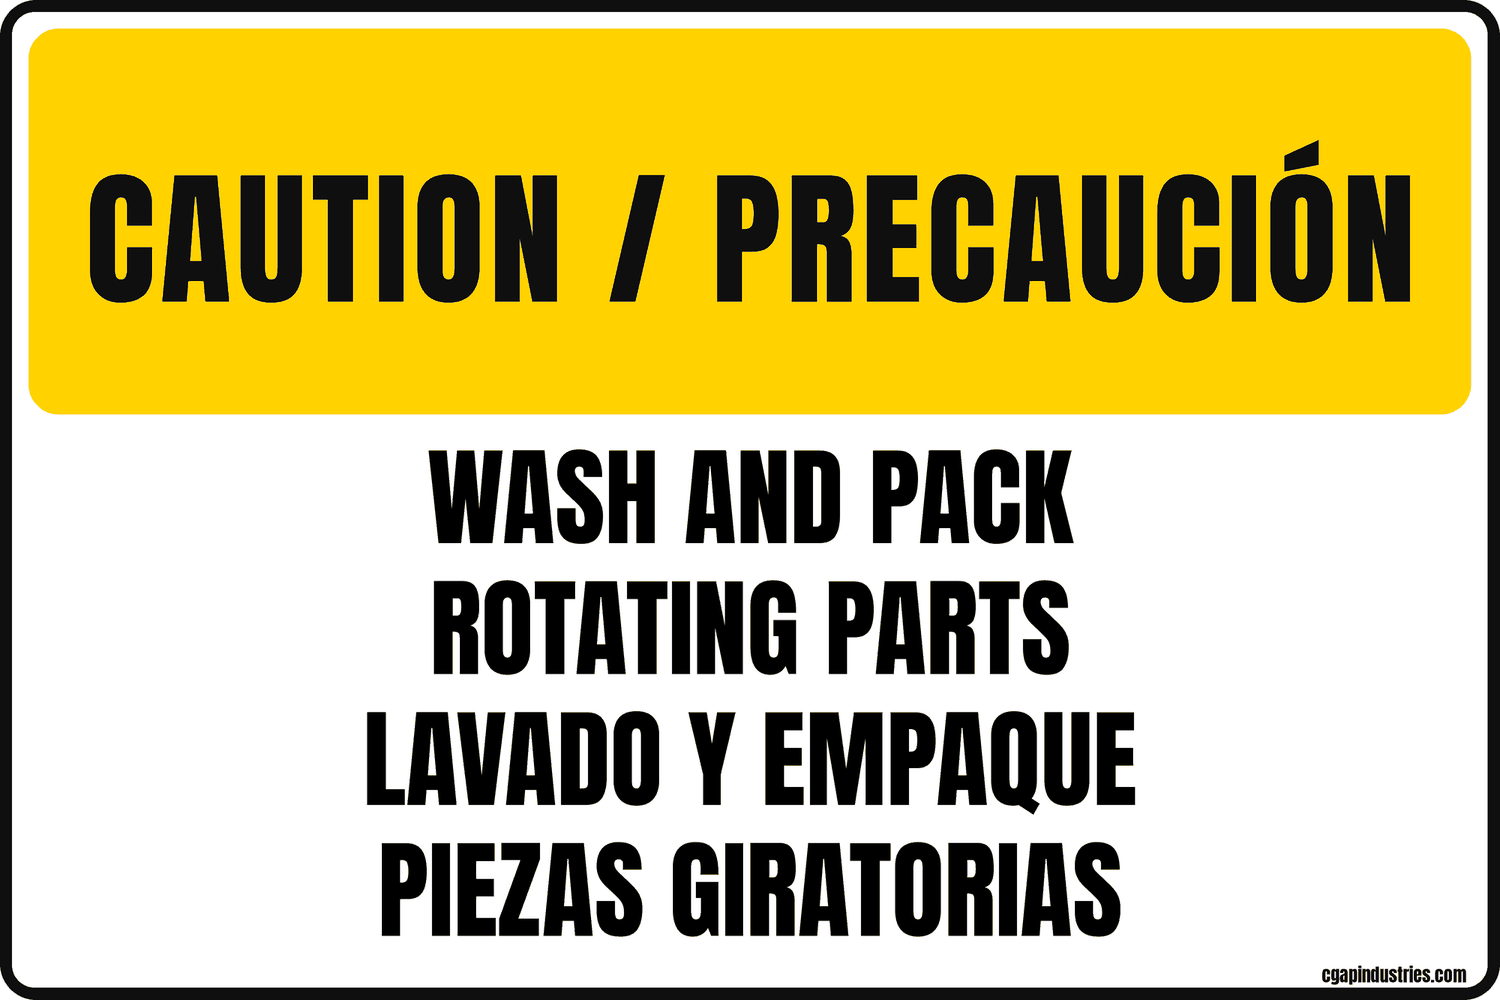 CAUTION / PRECAUCIÓN
WASH AND PACK
ROTATING PARTS
LAVADO Y EMPAQUE
PIEZAS GIRATORIAS
cgapindustries.com